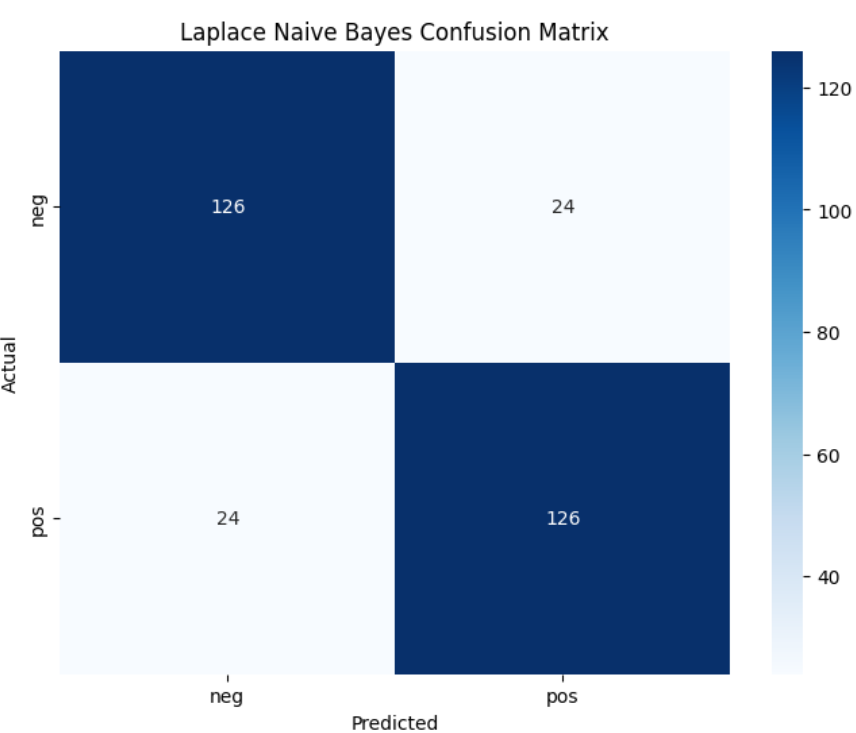 Laplace Naive Bayes Confusion Matrix
Actual
neg
126
24
pos
24
126
neg
pos
Predicted
120
100
80
60
40